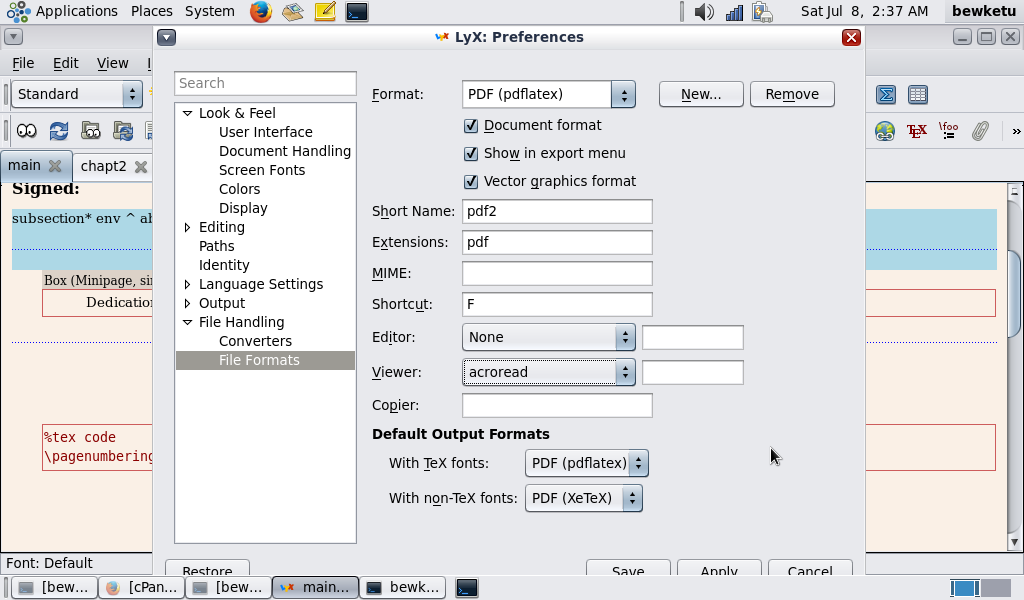 Applications Places System Sat Jul 8, 2:37 AM bewketu
LyX: Preferences
File Edit View I
Standard
main chapt2
Signed:
subsection* env ^ ab
Box (Minipage, si
Dedication
%tex code
\pagenumbering
Font: Default
Search
Look & Feel
User Interface
Document Handling
Screen Fonts
Colors
Display
Editing
Paths
Identity
Language Settings
Output
File Handling
Converters
File Formats
Format: PDF (pdflatex) New... Remove
Document format
Show in export menu
Vector graphics format
Short Name: pdf2
Extensions: pdf
MIME:
Shortcut: F
Editor: None
Viewer: acroread
Copier:
Default Output Formats
With TeX fonts: PDF (pdflatex)
With non-TeX fonts: PDF (XeTeX)
Restore Save Apply Cancel
TEX \foo »
[bew... [cPan... [bew... main... bewk...